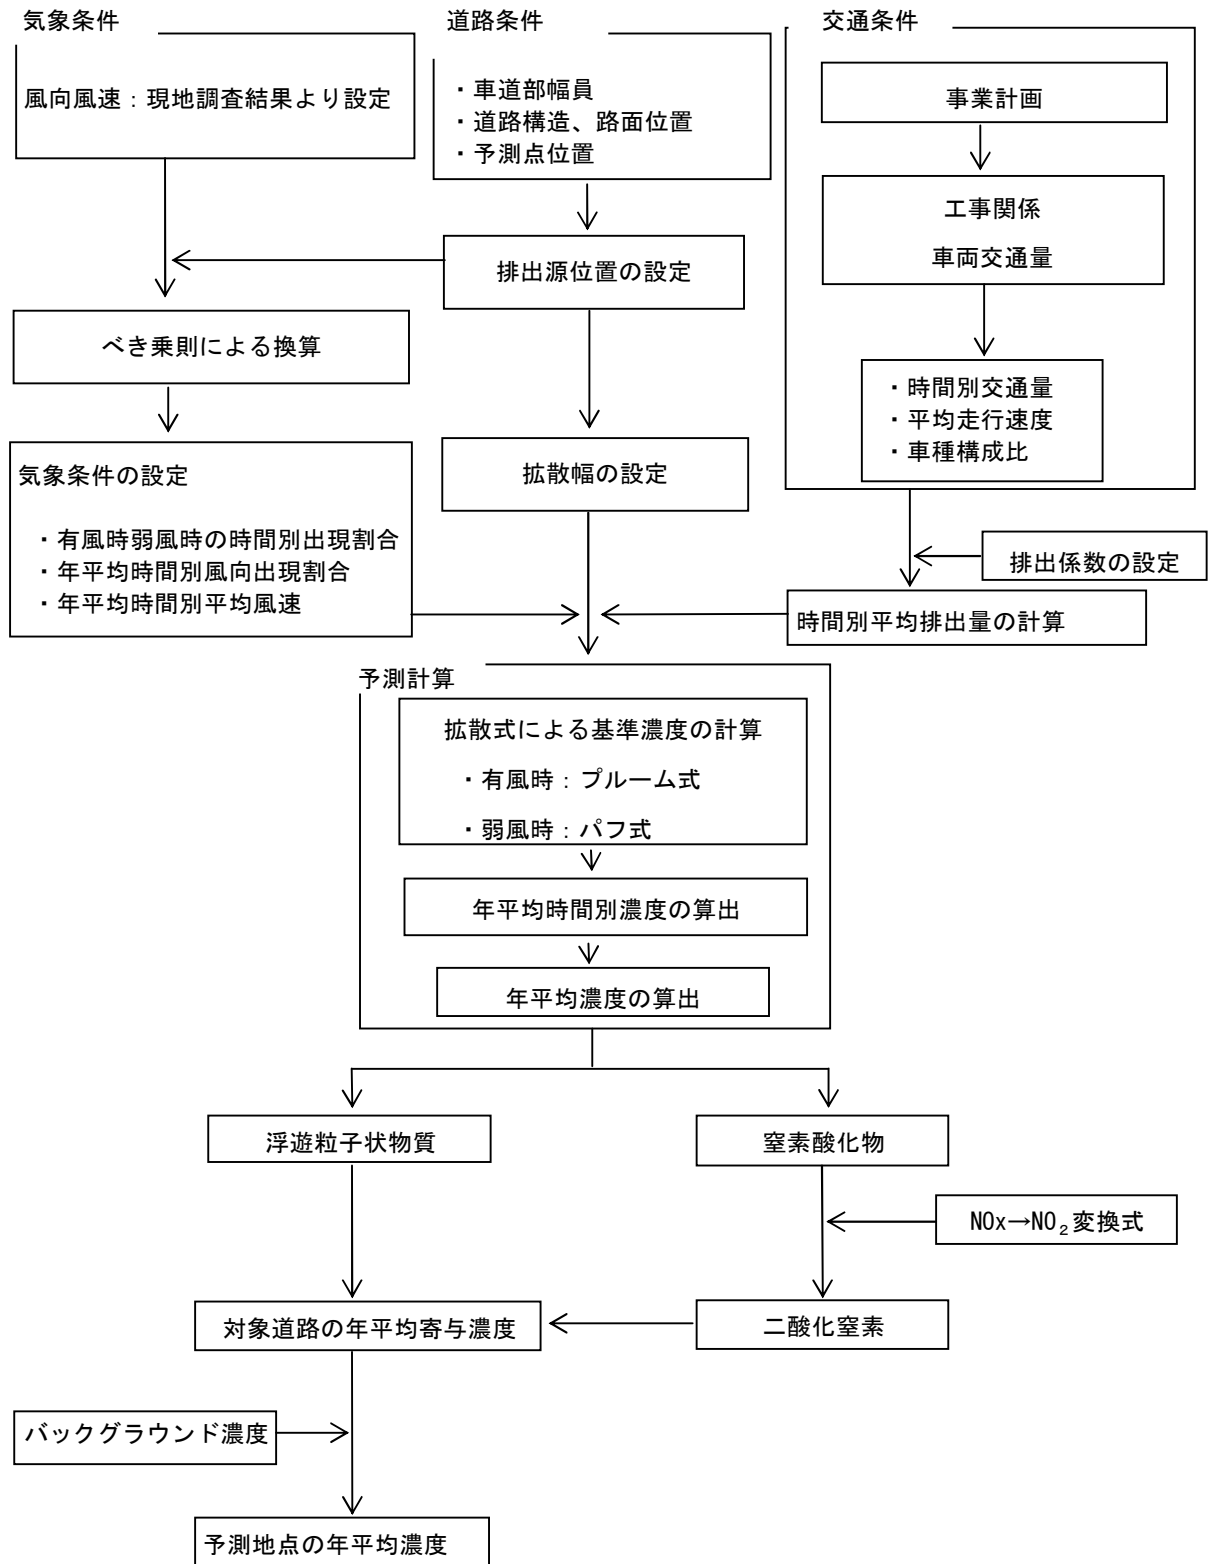 気象条件
風向風速：現地調査結果より設定
道路条件
・車道部幅員
・道路構造、路面位置
・予測点位置
交通条件
事業計画
工事関係
車両交通量
・時間別交通量
・平均走行速度
・車種構成比
排出源位置の設定
べき乗則による換算
気象条件の設定
・有風時弱風時の時間別出現割合
・年平均時間別風向出現割合
・年平均時間別平均風速
拡散幅の設定
排出係数の設定
時間別平均排出量の計算
予測計算
拡散式による基準濃度の計算
・有風時：プルーム式
・弱風時：パフ式
年平均時間別濃度の算出
年平均濃度の算出
浮遊粒子状物質
窒素酸化物
NOx→NO₂変換式
対象道路の年平均寄与濃度
二酸化窒素
バックグラウンド濃度
予測地点の年平均濃度